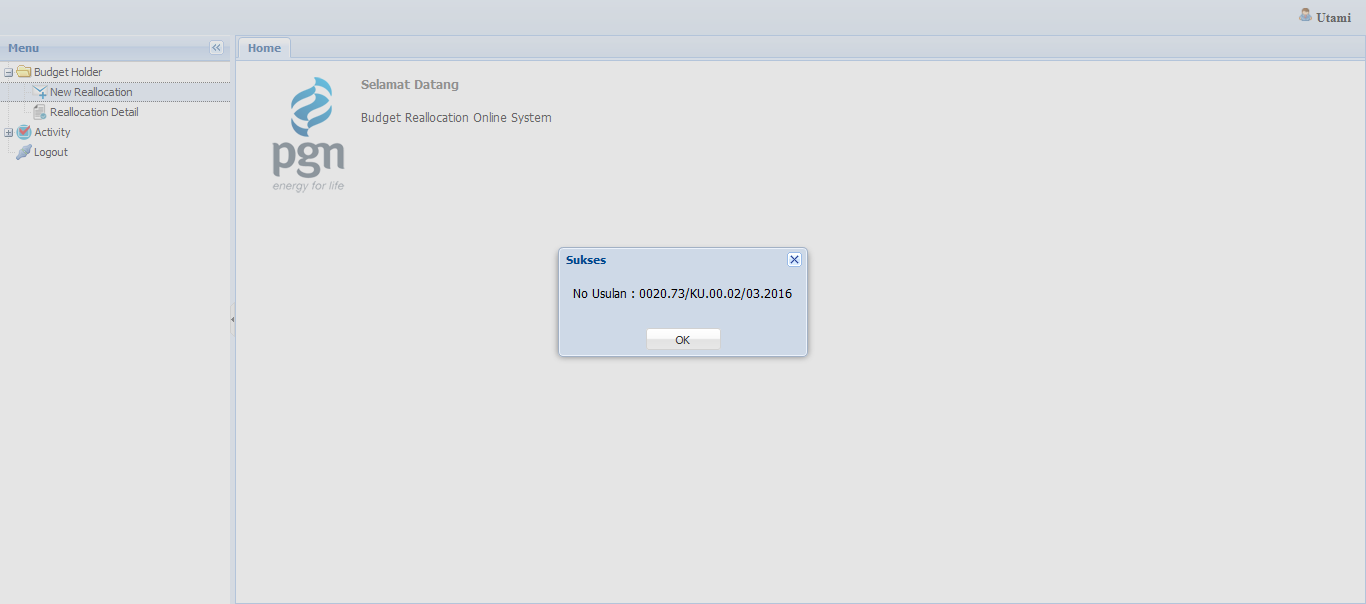 Utami
Menu
Budget Holder
New Reallocation
Reallocation Detail
Activity
Logout
Home
Selamat Datang
Budget Reallocation Online System
pgn
energy for life
Sukses
No Usulan : 0020.73/KU.00.02/03.2016
OK